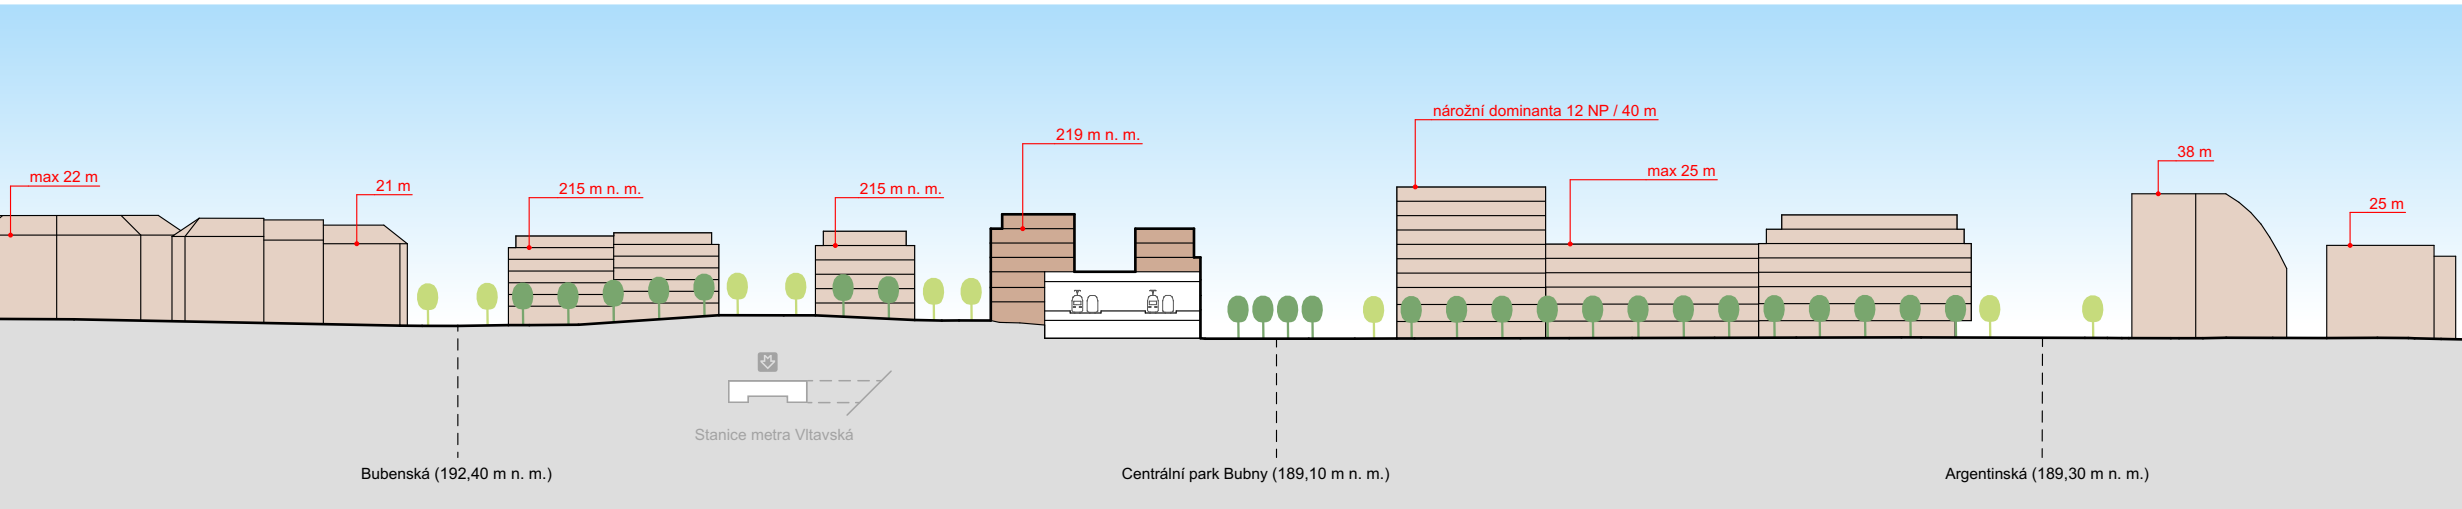 nárožní dominanta 12 NP / 40 m
219 m n. m.
38 m
max 25 m
max 22 m
21 m
215 m n. m.
215 m n. m.
25 m
M
Stanice metra Vltavská
Bubenská (192,40 m n. m.)
Centrální park Bubny (189,10 m n. m.)
Argentinská (189,30 m n. m.)